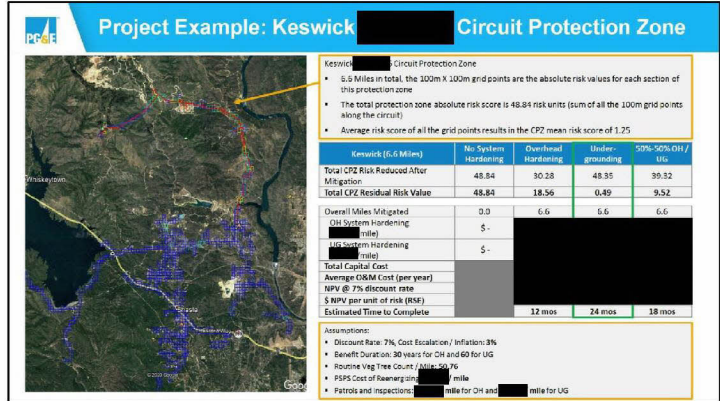 PG&E
Project Example: Keswick Circuit Protection Zone
Whiskeytown
Shasta
©2020 Google
Goog
Keswick Circuit Protection Zone
▪ 6.6 Miles in total, the 100m X 100m grid points are the absolute risk values for each section of
this protection zone
▪ The total protection zone absolute risk score is 48.84 risk units (sum of all the 100m grid points
along the circuit)
▪ Average risk score of all the grid points results in the CPZ mean risk score of 1.25
Keswick (6.6 Miles) No System Hardening Overhead Hardening Under-grounding 50%-50% OH / UG
Total CPZ Risk Reduced After Mitigation 48.84 30.28 48.35 39.32
Total CPZ Residual Risk Value 48.84 18.56 0.49 9.52
Overall Miles Mitigated 0.0 6.6 6.6 6.6
OH System Hardening mile) $ -
UG System Hardening /mile) $ -
Total Capital Cost
Average O&M Cost (per year)
NPV @ 7% discount rate
$ NPV per unit of risk (RSE)
Estimated Time to Complete 12 mos 24 mos 18 mos
Assumptions:
▪ Discount Rate: 7%, Cost Escalation / Inflation: 3%
▪ Benefit Duration: 30 years for OH and 60 for UG
▪ Routine Veg Tree Count / Mile: 50.76
▪ PSPS Cost of Reenergizing / mile
▪ Patrols and Inspections: mile for OH and mile for UG